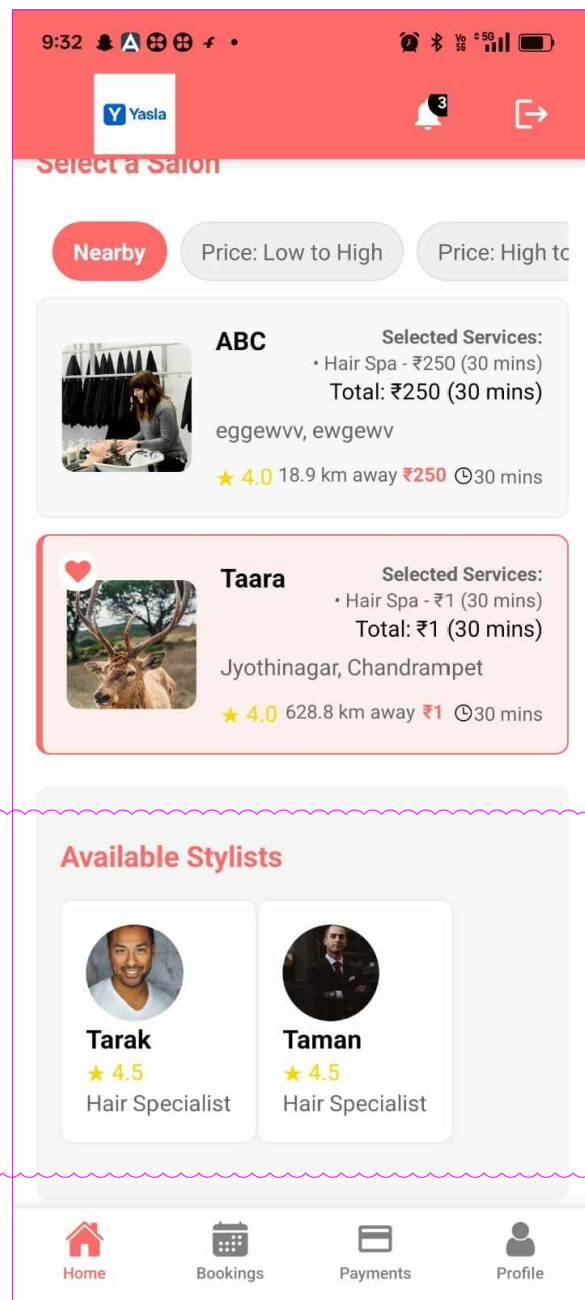 9:32
Vo
5G
5G
Y Yasla
3
Select a Salon
Nearby
Price: Low to High
Price: High to
ABC
Selected Services:
• Hair Spa - ₹250 (30 mins)
Total: ₹250 (30 mins)
eggewvv, ewgewv
★ 4.0 18.9 km away ₹250 30 mins
Taara
Selected Services:
• Hair Spa - ₹1 (30 mins)
Total: ₹1 (30 mins)
Jyothinagar, Chandrampet
★ 4.0 628.8 km away ₹1 30 mins
Available Stylists
Tarak
★ 4.5
Hair Specialist
Taman
★ 4.5
Hair Specialist
Home
Bookings
Payments
Profile